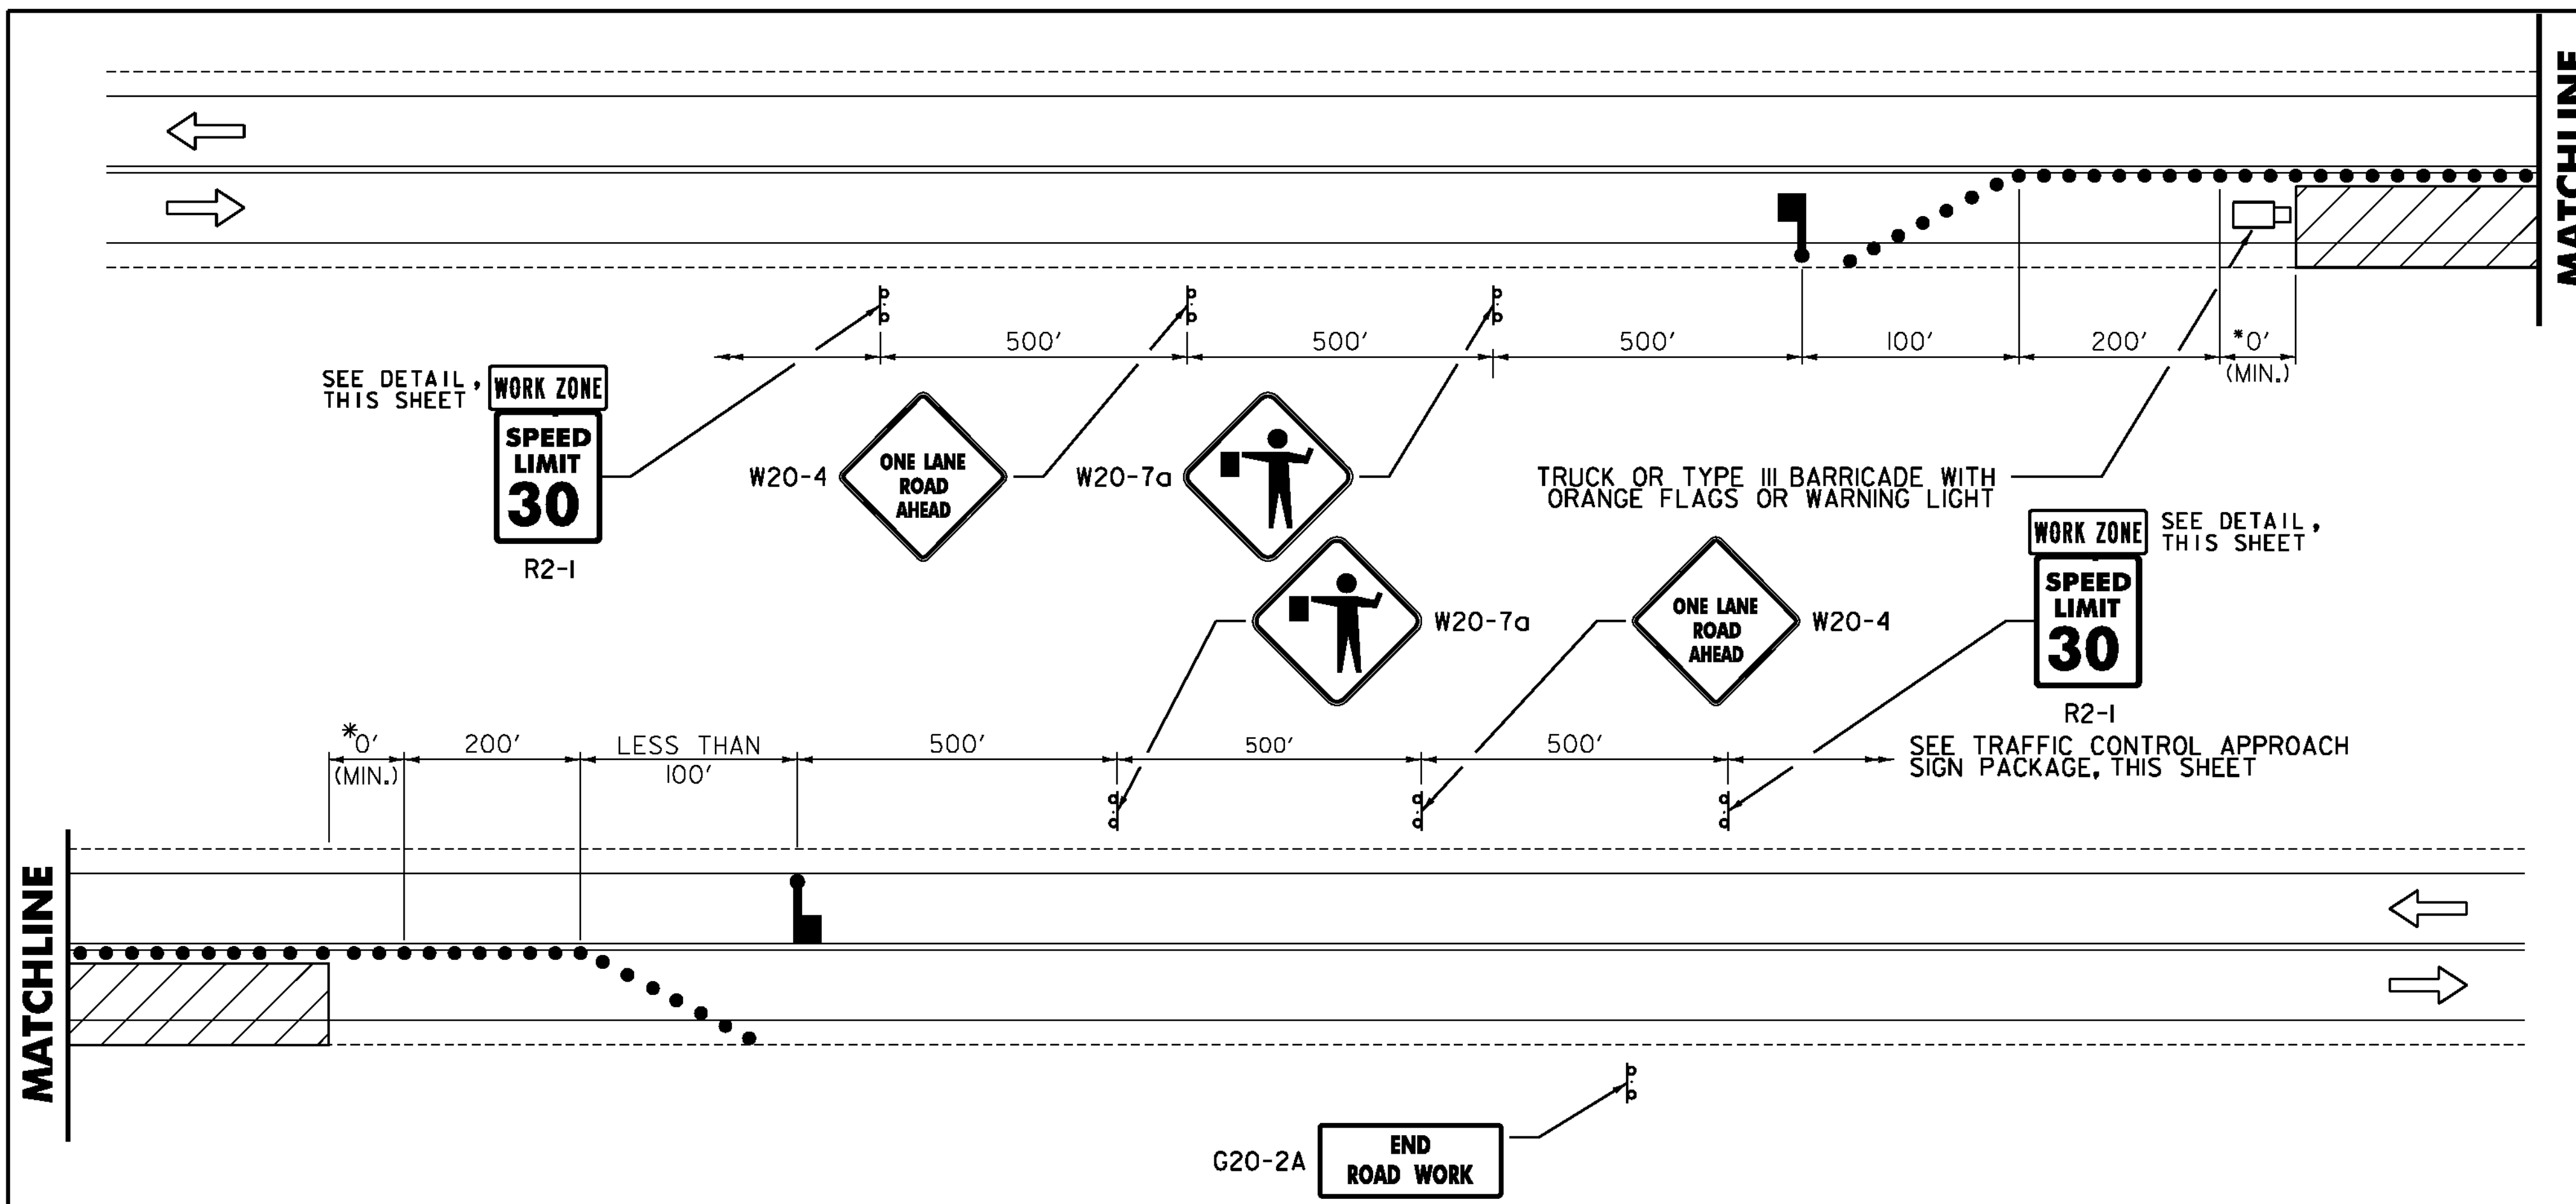 MATCHLINE
500'
500'
500'
100'
200'
*0'
(MIN.)
SEE DETAIL,
THIS SHEET
WORK ZONE
SPEED
LIMIT
30
R2-1
W20-4
ONE LANE
ROAD
AHEAD
W20-7a
TRUCK OR TYPE III BARRICADE WITH
ORANGE FLAGS OR WARNING LIGHT
W20-7a
ONE LANE
ROAD
AHEAD
W20-4
WORK ZONE
SPEED
LIMIT
30
R2-1
SEE DETAIL,
THIS SHEET
*0'
(MIN.)
200'
LESS THAN
100'
500'
500'
500'
SEE TRAFFIC CONTROL APPROACH
SIGN PACKAGE, THIS SHEET
MATCHLINE
G20-2A
END
ROAD WORK